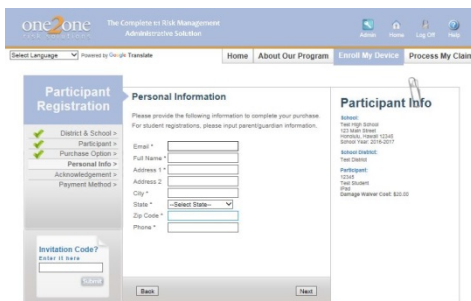 one2one
RISK SOLUTIONS
The Complete 1:1 Risk Management
Administrative Solution
Admin
Home
Log Off
Help
Select Language
Powered by Google Translate
Home
About Our Program
Enroll My Device
Process My Claim
Participant
Registration
District & School >
Participant >
Purchase Option >
Personal Info >
Acknowledgement >
Payment Method >
Invitation Code?
Enter it here
Submit
Personal Information
Please provide the following information to complete your purchase.
For student registrations, please input parent/guardian information.
Email *
Full Name *
Address 1 *
Address 2
City *
State * --Select State--
Zip Code *
Phone *
Back
Next
Participant Info
School:
Test High School
123 Main Street
Honolulu, Hawaii 12345
School Year: 2016-2017
School District:
Test District
Participant:
12345
Test Student
iPad
Damage Waiver Cost: $20.00